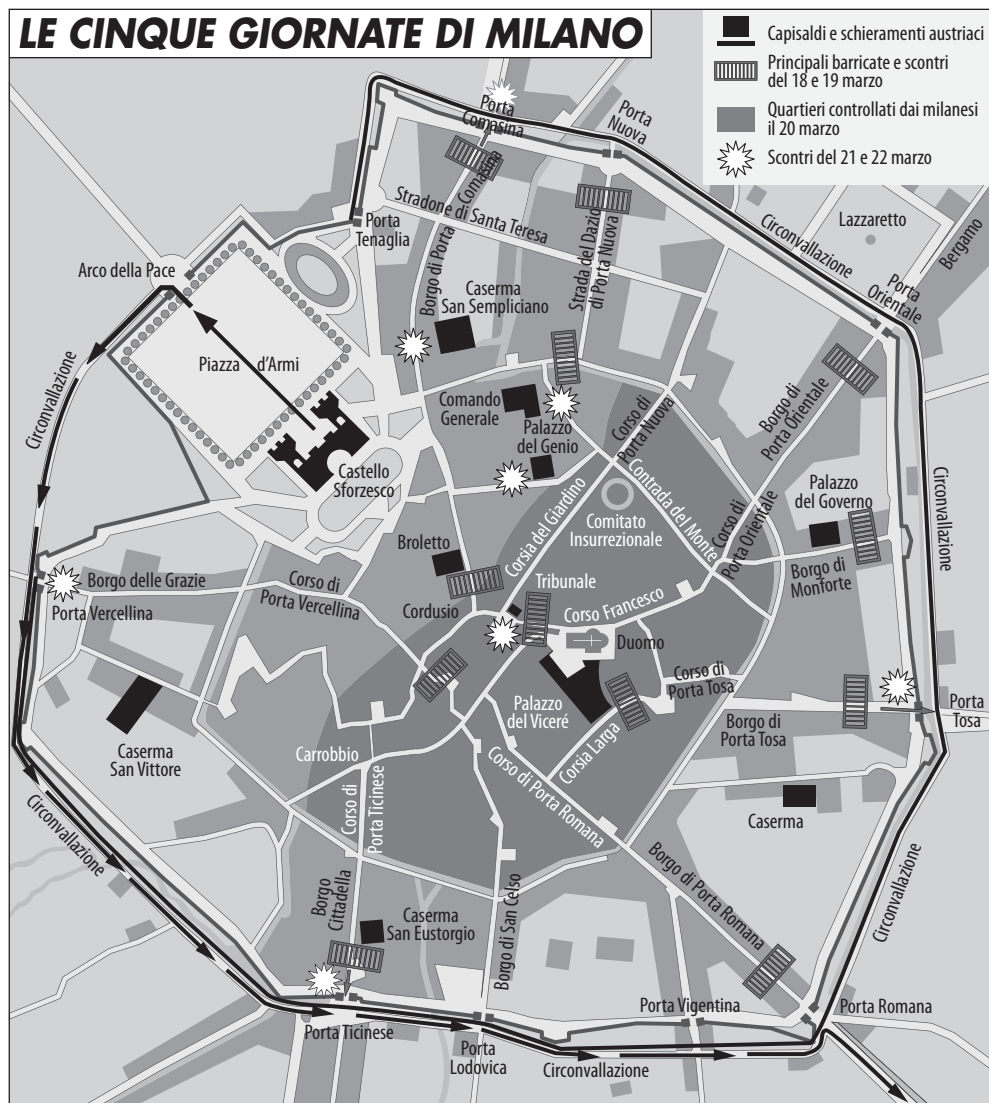 LE CINQUE GIORNATE DI MILANO
Capisaldi e schieramenti austriaci
Principali barricate e scontri
del 18 e 19 marzo
Quartieri controllati dai milanesi
il 20 marzo
Scontri del 21 e 22 marzo
Porta
Comasina
Porta
Nuova
Comasina
Borgo di Porta
Stradone di Santa Teresa
Strada del Dazio
di Porta Nuova
Circonvallazione
Lazzaretto
Bergamo
Porta
Orientale
Porta
Tenaglia
Arco della Pace
Caserma
San Sempliciano
Circonvallazione
Piazza d'Armi
Comando
Generale
Palazzo
del Genio
Corso di
Porta Nuova
Borgo di
Porta Orientale
Castello
Sforzesco
Corsia del Giardino
Contrada del Monte
Comitato
Insurrezionale
Corso di
Porta Orientale
Palazzo
del Governo
Circonvallazione
Broletto
Borgo delle Grazie
Porta Vercellina
Corso di
Porta Vercellina
Cordusio
Tribunale
Corso Francesco
Borgo di
Monforte
Duomo
Corso di
Porta Tosa
Palazzo
del Viceré
Corsia Larga
Borgo di
Porta Tosa
Porta
Tosa
Caserma
San Vittore
Carrobbio
Corso di
Porta Ticinese
Corso di Porta Romana
Caserma
Circonvallazione
Borgo
Cittadella
Caserma
San Eustorgio
Borgo di San Celso
Borgo di Porta Romana
Circonvallazione
Porta Vigentina
Porta Romana
Porta Ticinese
Porta
Lodovica
Circonvallazione